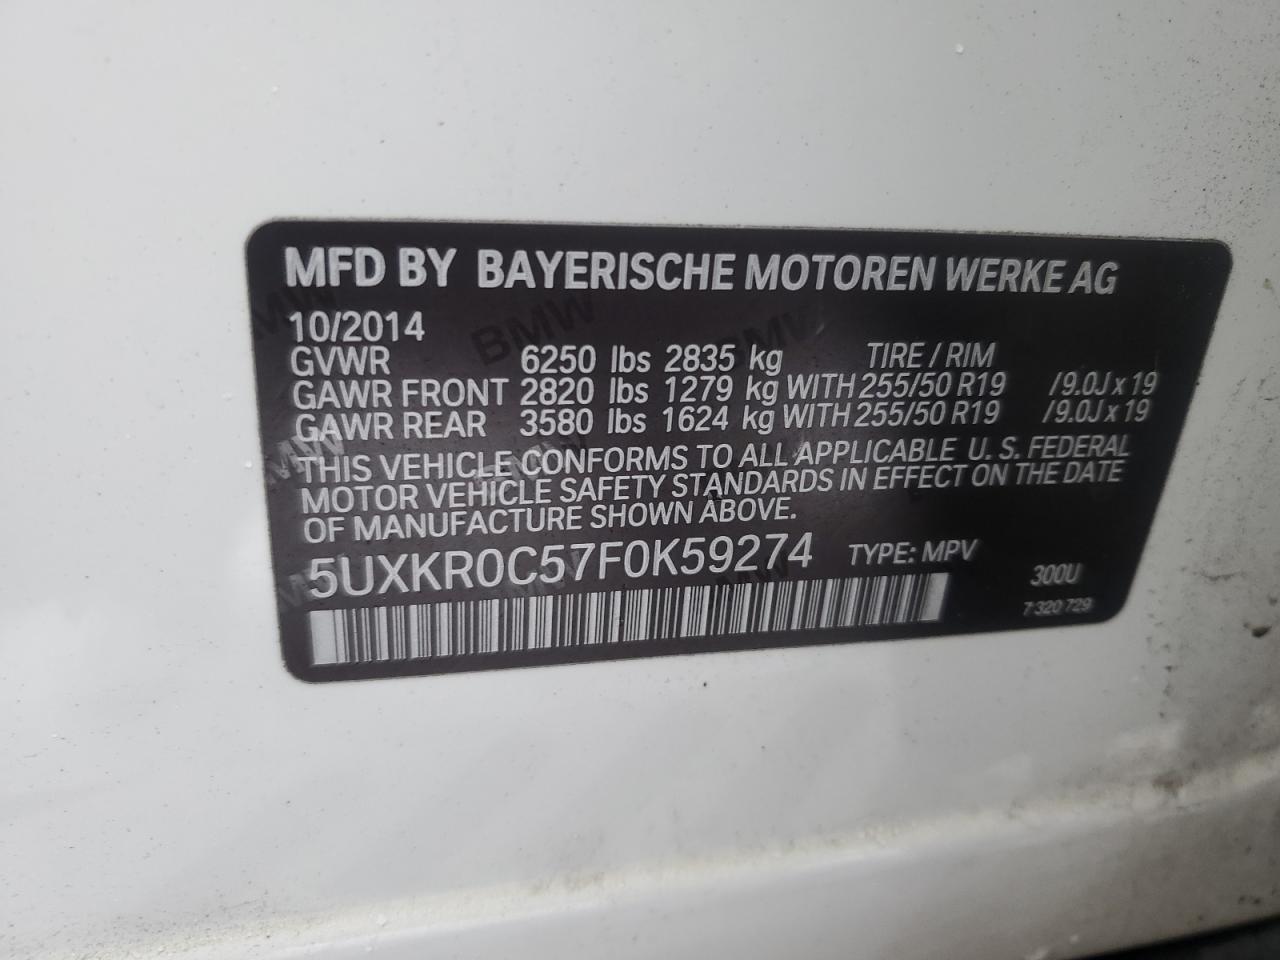 MFD BY BAYERISCHE MOTOREN WERKE AG
10/2014
GVWR 6250 lbs 2835 kg TIRE / RIM
GAWR FRONT 2820 lbs 1279 kg WITH 255/50 R19 /9.0J x 19
GAWR REAR 3580 lbs 1624 kg WITH 255/50 R19 /9.0J x 19
THIS VEHICLE CONFORMS TO ALL APPLICABLE U. S. FEDERAL
MOTOR VEHICLE SAFETY STANDARDS IN EFFECT ON THE DATE
OF MANUFACTURE SHOWN ABOVE.
5UXKR0C57F0K59274 TYPE: MPV
300U
7 320 729